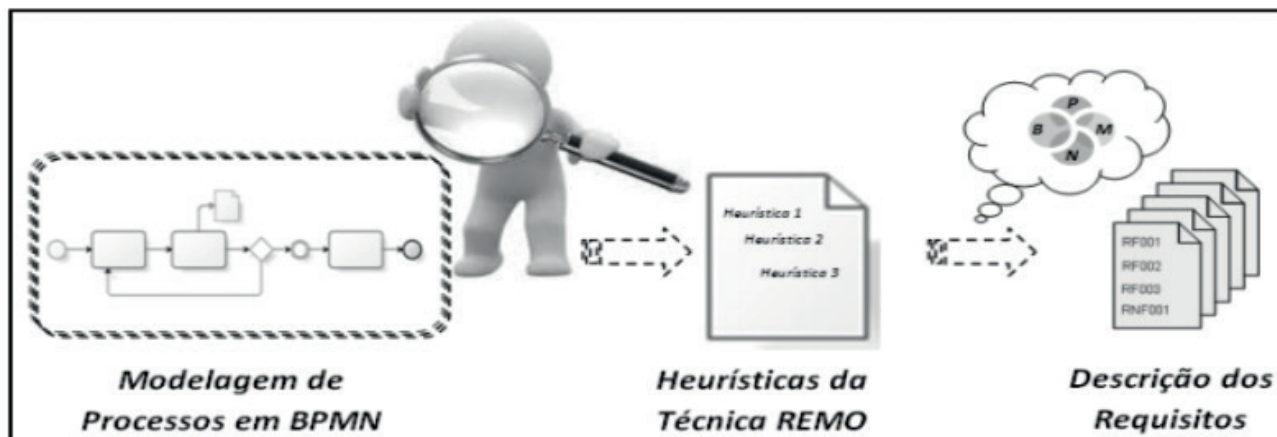 P
B M
N
Heurística 1
Heurística 2
Heurística 3
RF001
RF002
RF003
RNF001
Modelagem de
Processos em BPMN
Heurísticas da
Técnica REMO
Descrição dos
Requisitos